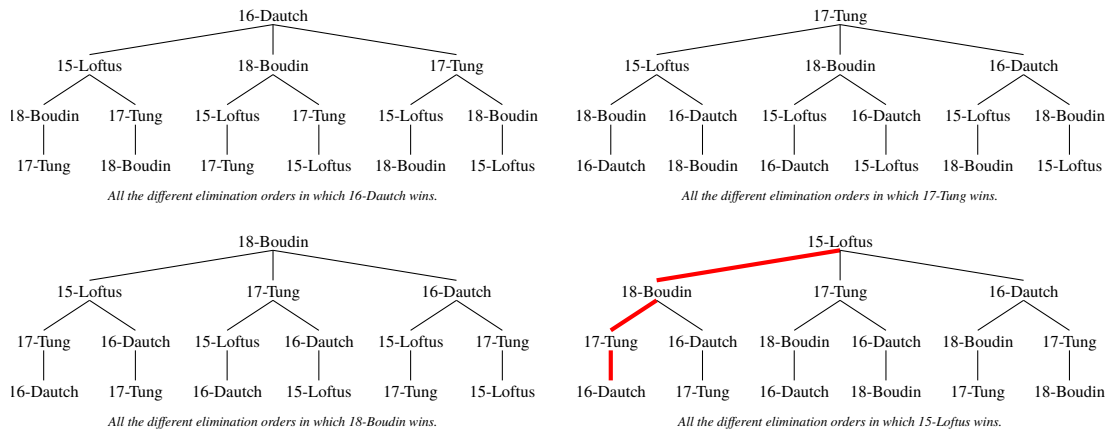 16-Dautch 17-Tung
15-Loftus 18-Boudin 17-Tung 15-Loftus 18-Boudin 16-Dautch
18-Boudin 17-Tung 15-Loftus 17-Tung 15-Loftus 18-Boudin 18-Boudin 16-Dautch 15-Loftus 16-Dautch 15-Loftus 18-Boudin
17-Tung 18-Boudin 17-Tung 15-Loftus 18-Boudin 15-Loftus 16-Dautch 18-Boudin 16-Dautch 15-Loftus 18-Boudin 15-Loftus
All the different elimination orders in which 16-Dautch wins. All the different elimination orders in which 17-Tung wins.
18-Boudin 15-Loftus
15-Loftus 17-Tung 16-Dautch 18-Boudin 17-Tung 16-Dautch
17-Tung 16-Dautch 15-Loftus 16-Dautch 15-Loftus 17-Tung 17-Tung 16-Dautch 18-Boudin 16-Dautch 18-Boudin 17-Tung
16-Dautch 17-Tung 16-Dautch 15-Loftus 17-Tung 15-Loftus 16-Dautch 17-Tung 16-Dautch 18-Boudin 17-Tung 18-Boudin
All the different elimination orders in which 18-Boudin wins. All the different elimination orders in which 15-Loftus wins.